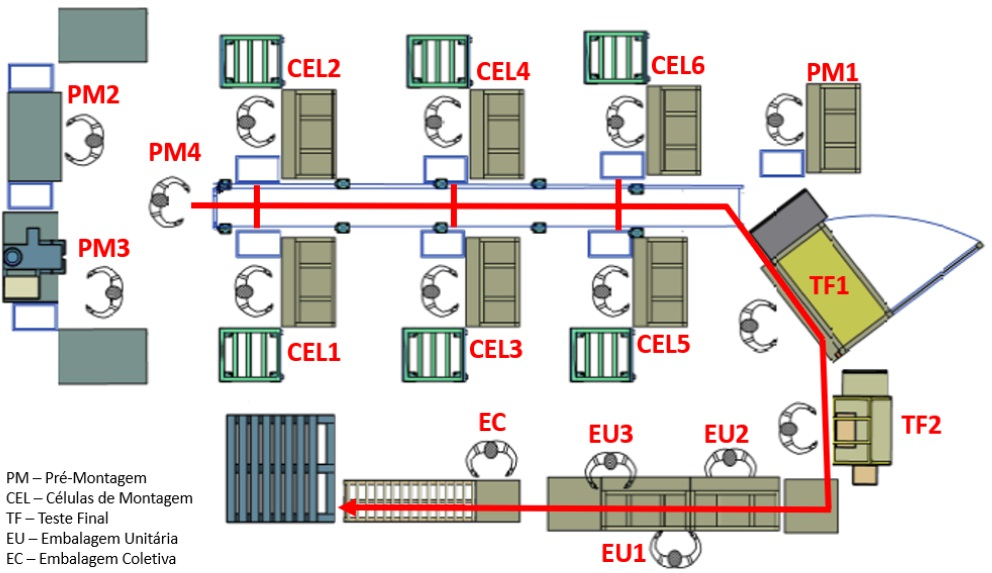 CEL2
CEL4
CEL6
PM1
PM2
PM4
PM3
TF1
CEL1
CEL3
CEL5
EC
EU3
EU2
TF2
EU1
PM – Pré-Montagem
CEL – Células de Montagem
TF – Teste Final
EU – Embalagem Unitária
EC – Embalagem Coletiva